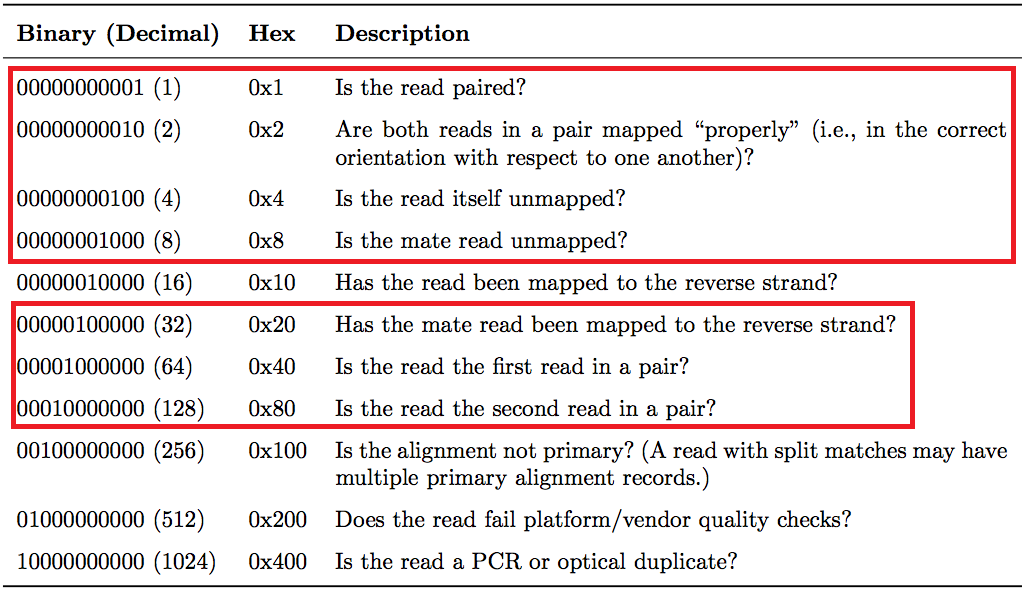 Binary (Decimal) Hex Description
00000000001 (1) 0x1 Is the read paired?
00000000010 (2) 0x2 Are both reads in a pair mapped “properly” (i.e., in the correct
orientation with respect to one another)?
00000000100 (4) 0x4 Is the read itself unmapped?
00000001000 (8) 0x8 Is the mate read unmapped?
00000010000 (16) 0x10 Has the read been mapped to the reverse strand?
00000100000 (32) 0x20 Has the mate read been mapped to the reverse strand?
00001000000 (64) 0x40 Is the read the first read in a pair?
00010000000 (128) 0x80 Is the read the second read in a pair?
00100000000 (256) 0x100 Is the alignment not primary? (A read with split matches may have
multiple primary alignment records.)
01000000000 (512) 0x200 Does the read fail platform/vendor quality checks?
10000000000 (1024) 0x400 Is the read a PCR or optical duplicate?